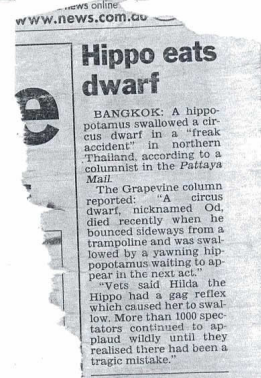 news online
www.news.com.au
e
Hippo eats
dwarf
BANGKOK: A hippo-
potamus swallowed a cir-
cus dwarf in a "freak
accident" in northern
Thailand, according to a
columnist in the Pattaya
Mail.
The Grapevine column
reported: "A circus
dwarf, nicknamed Od,
died recently when he
bounced sideways from a
trampoline and was swal-
lowed by a yawning hip-
popotamus waiting to ap-
pear in the next act."
"Vets said Hilda the
Hippo had a gag reflex
which caused her to swal-
low. More than 1000 spec-
tators continued to ap-
plaud wildly until they
realised there had been a
tragic mistake."